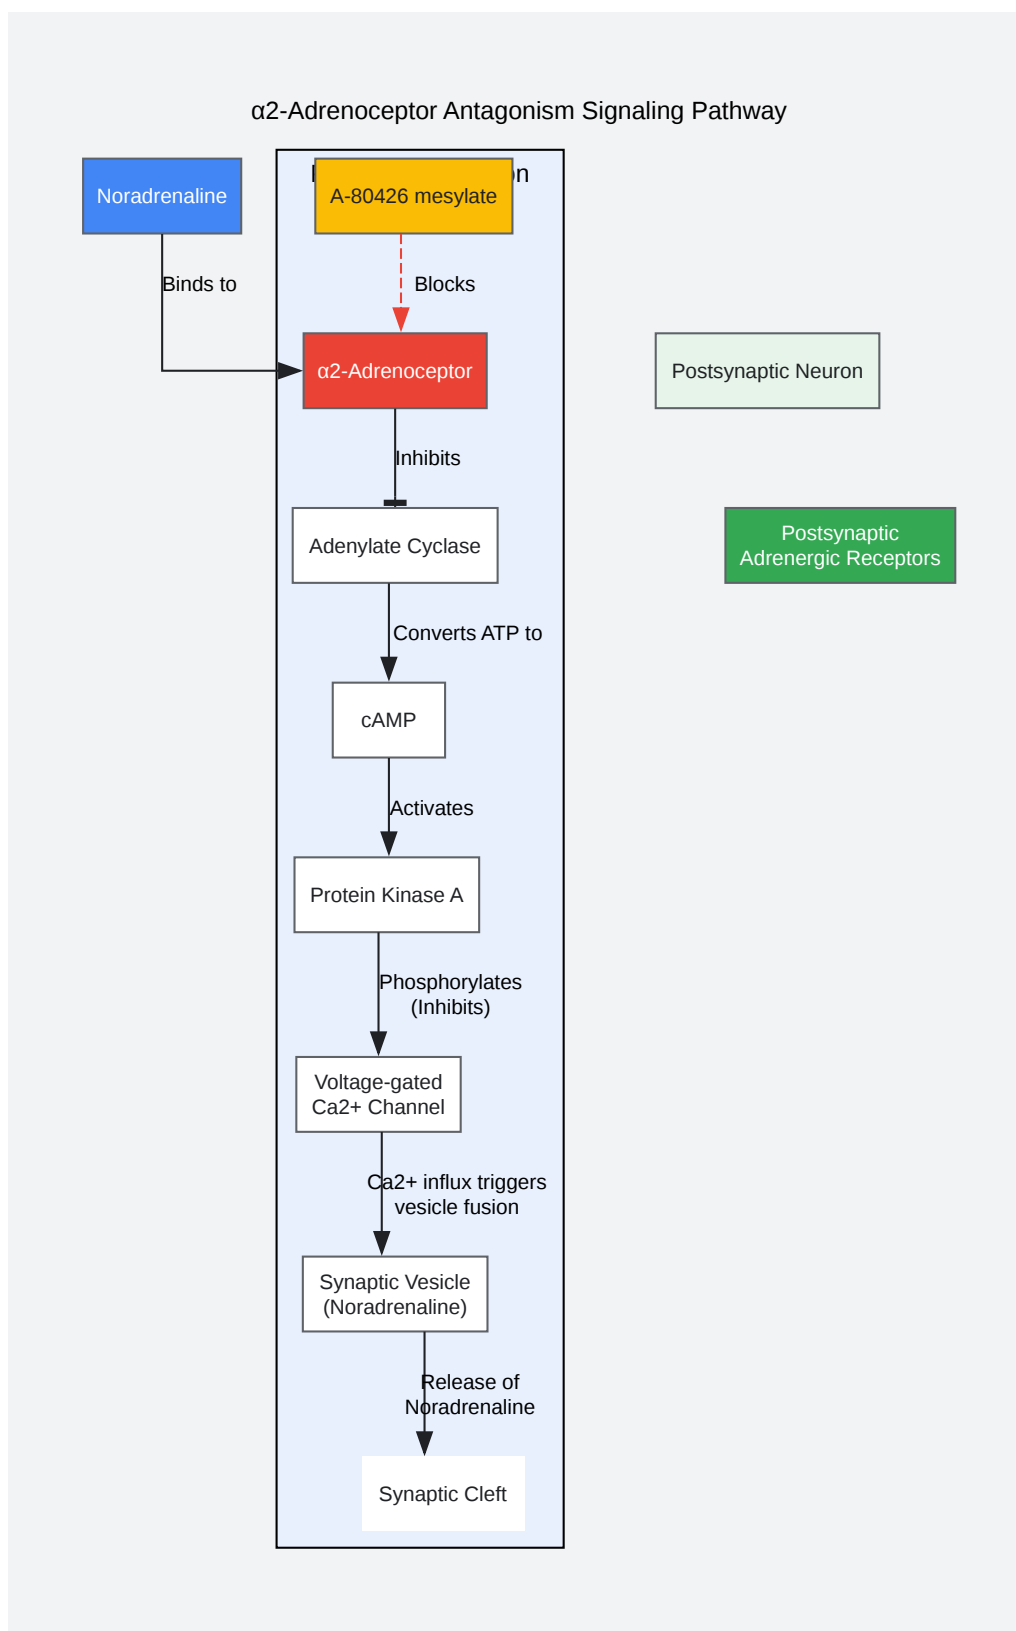 α2-Adrenoceptor Antagonism Signaling Pathway
Noradrenaline
A-80426 mesylate
Binds to
Blocks
α2-Adrenoceptor
Postsynaptic Neuron
Inhibits
Adenylate Cyclase
Postsynaptic
Adrenergic Receptors
Converts ATP to
cAMP
Activates
Protein Kinase A
Phosphorylates
(Inhibits)
Voltage-gated
Ca2+ Channel
Ca2+ influx triggers
vesicle fusion
Synaptic Vesicle
(Noradrenaline)
Release of
Noradrenaline
Synaptic Cleft